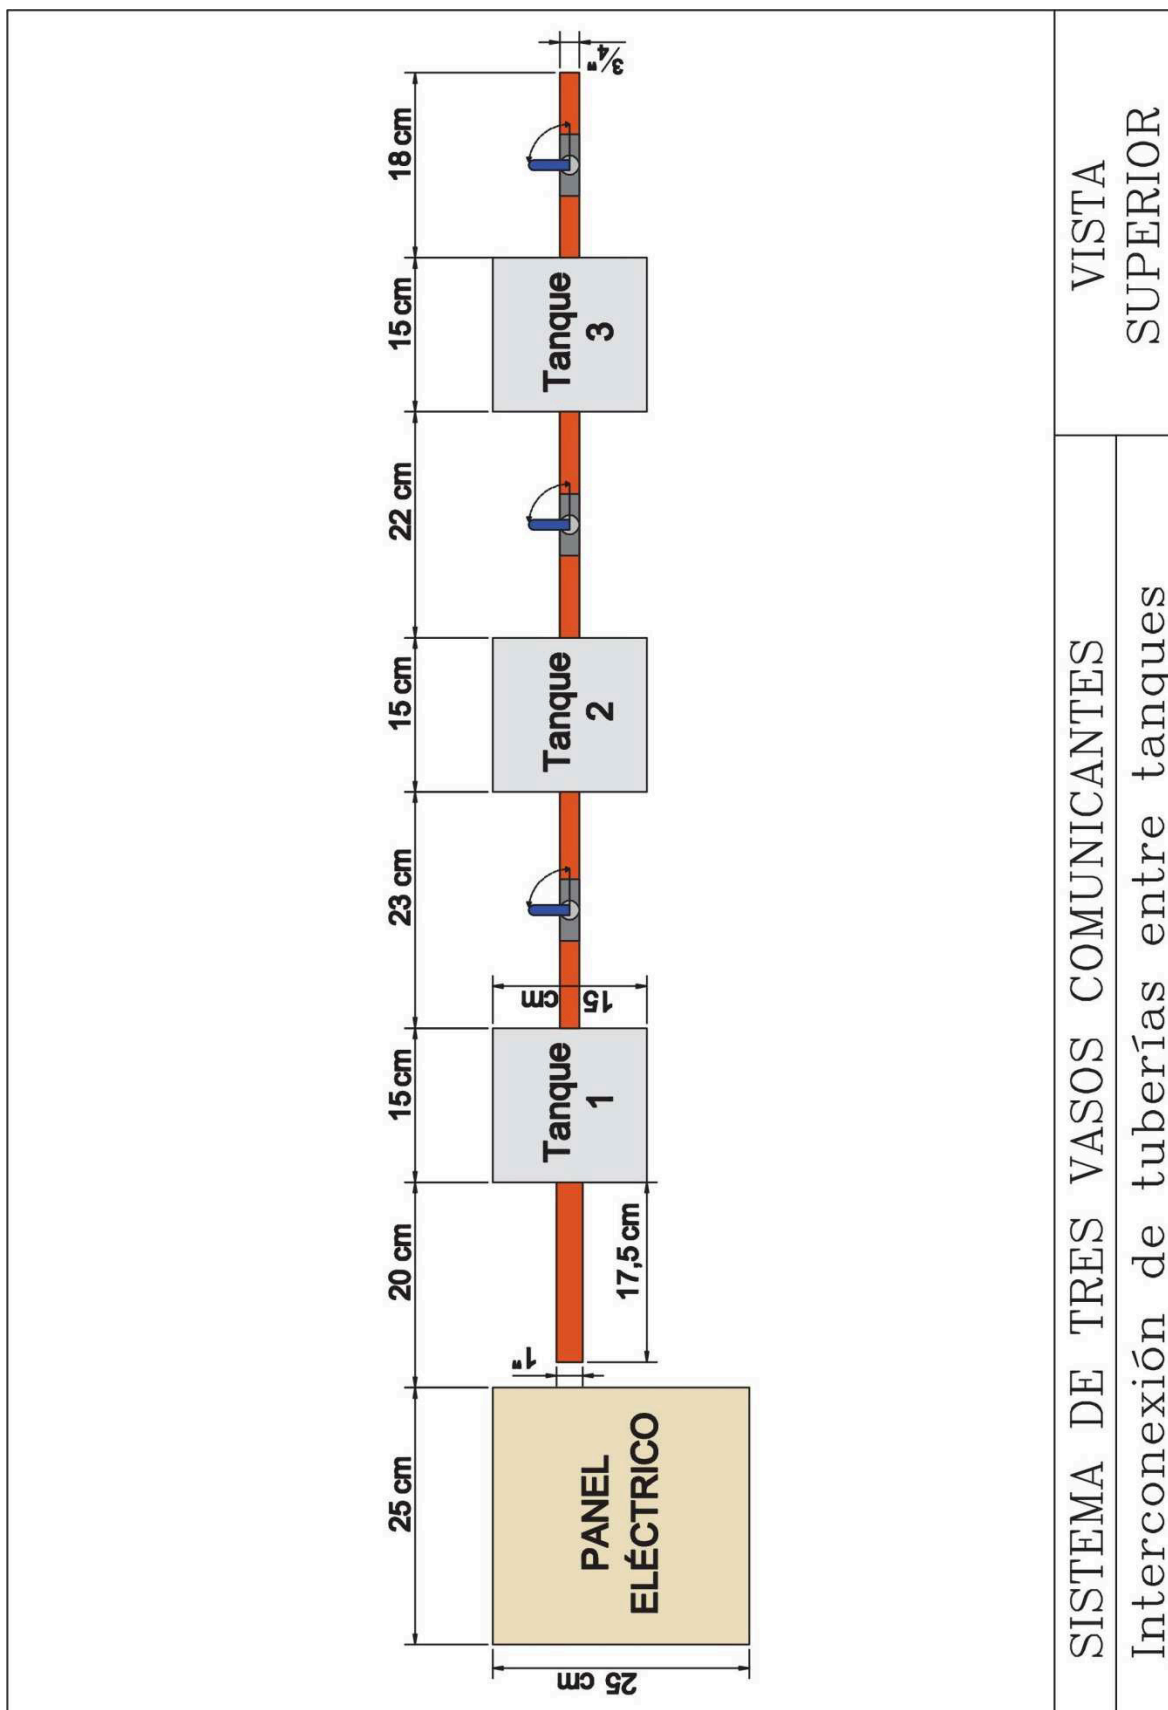 25 cm
20 cm
15 cm
23 cm
15 cm
22 cm
15 cm
18 cm
25 cm
PANEL
ELÉCTRICO
1"
17,5 cm
Tanque
1
15
cm
Tanque
2
Tanque
3
3/4"
SISTEMA DE TRES VASOS COMUNICANTES
Interconexión de tuberías entre tanques
VISTA
SUPERIOR